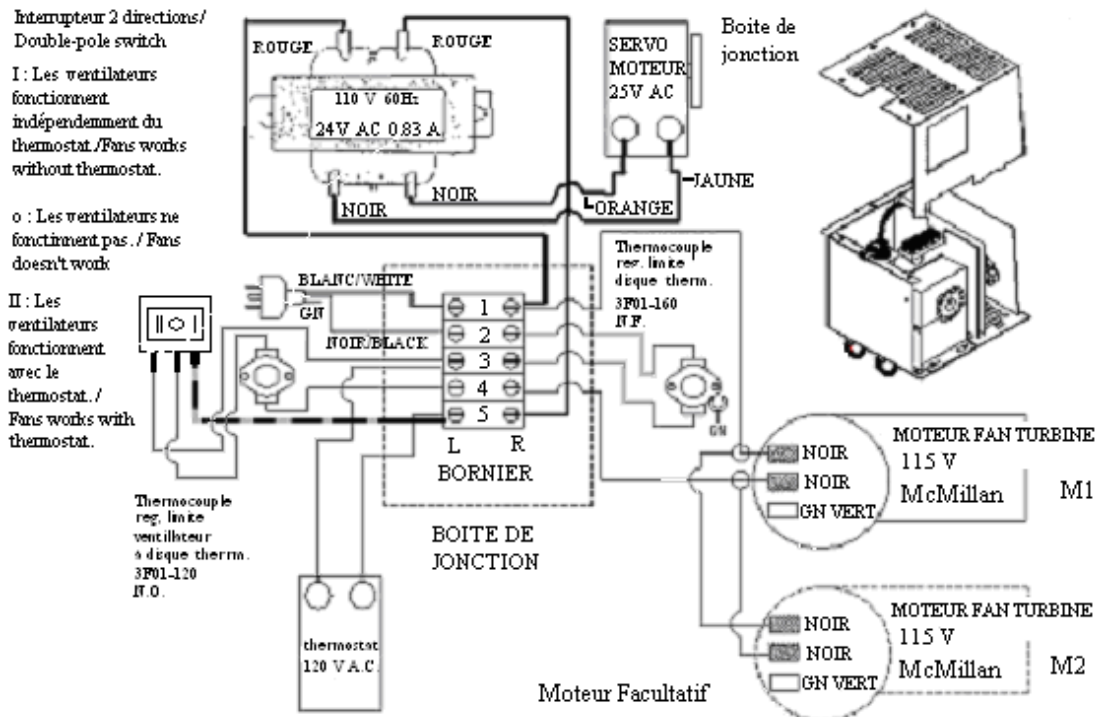 Interrupteur 2 directions/
Double-pole switch
I : Les ventilateurs
fonctionnent
indépendemment du
thermostat./Fans works
without thermostat.
o : Les ventilateurs ne
fonctinnent pas./ Fans
doesn't work
II : Les
ventilateurs
fonctionnent
avec le
thermostat./
Fans works with
thermostat.
ROUGE
ROUGE
110 V 60Hz
24V AC 0.83 A.
NOIR
NOIR
SERVO
MOTEUR
25V AC
Boite de
jonction
JAUNE
ORANGE
BLANC/WHITE
GN
NOIR/BLACK
1
2
3
4
5
L R
BORNIER
BOITE DE
JONCTION
Thermocouple
reg. limite
disque therm.
3F01-160
N.F.
GN
Thermocouple
reg. limite
ventillateur
a disque therm.
3F01-120
N.O.
thermostat
120 V A.C.
NOIR
NOIR
GN VERT
MOTEUR FAN TURBINE
115 V
McMillan
M1
NOIR
NOIR
GN VERT
MOTEUR FAN TURBINE
115 V
McMillan
M2
Moteur Facultatif